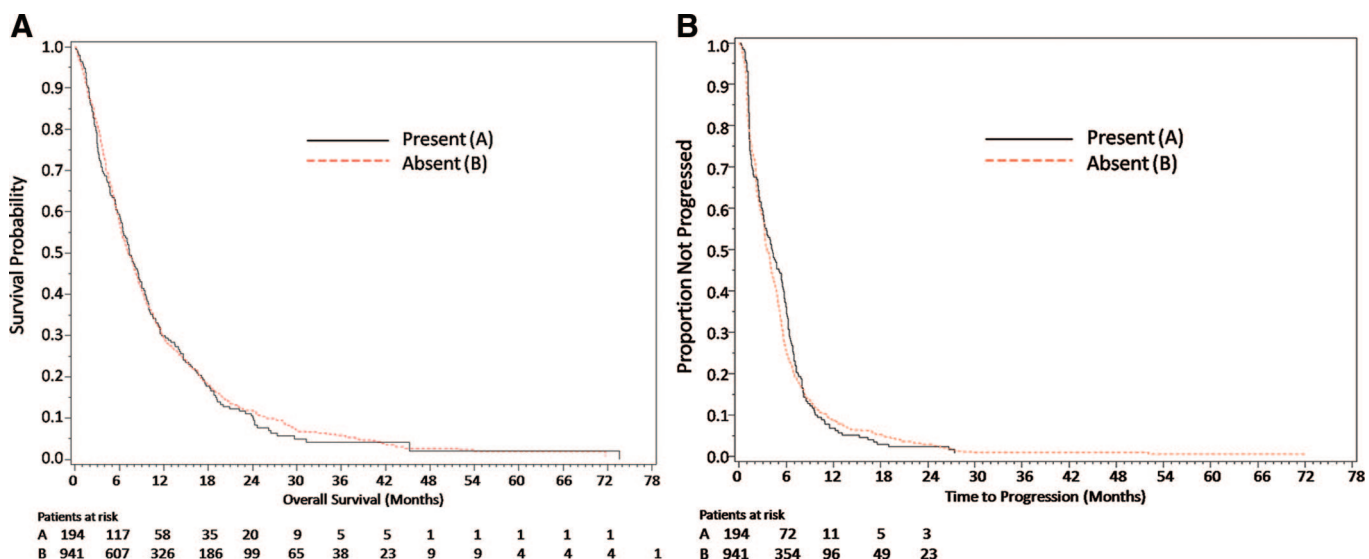 A
1.0
0.9
0.8
0.7
0.6
0.5
0.4
0.3
0.2
0.1
0.0
Survival Probability
Present (A)
Absent (B)
0 6 12 18 24 30 36 42 48 54 60 66 72 78
Overall Survival (Months)
Patients at risk
A 194 117 58 35 20 9 5 5 1 1 1 1 1
B 941 607 326 186 99 65 38 23 9 9 4 4 4 1
B
1.0
0.9
0.8
0.7
0.6
0.5
0.4
0.3
0.2
0.1
0.0
Proportion Not Progressed
Present (A)
Absent (B)
0 6 12 18 24 30 36 42 48 54 60 66 72 78
Time to Progression (Months)
Patients at risk
A 194 72 11 5 3
B 941 354 96 49 23